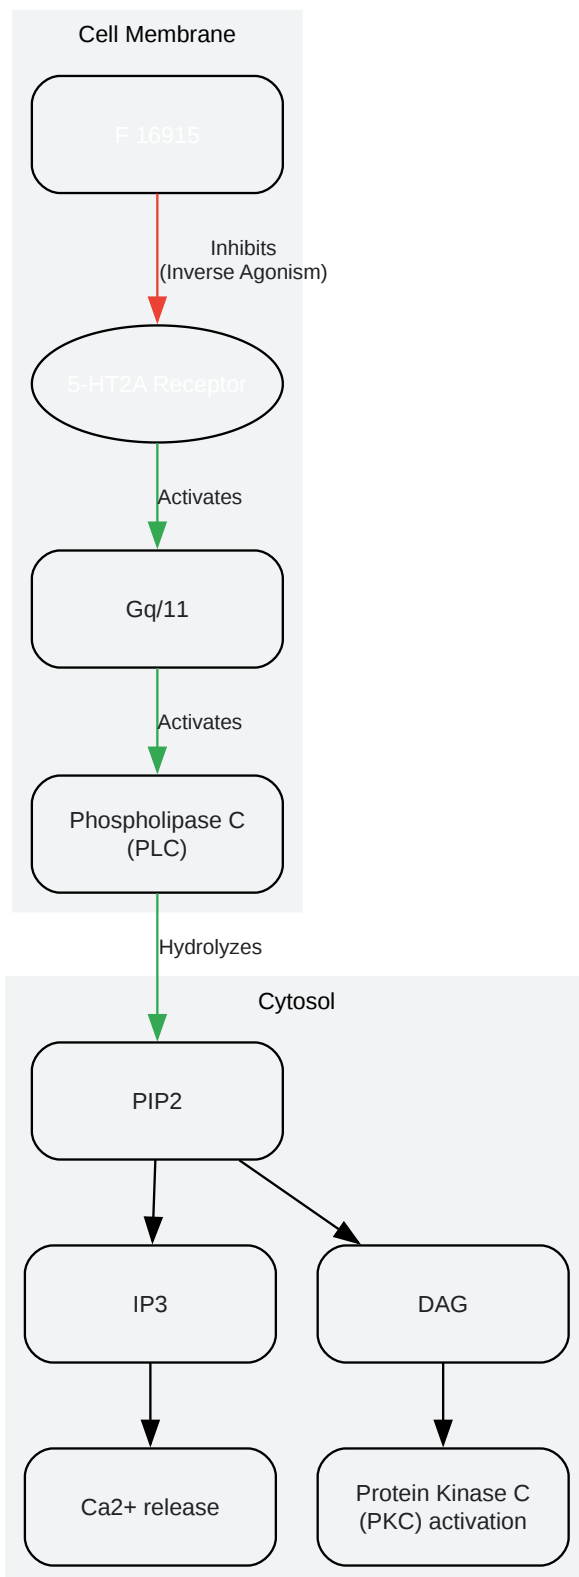 Cell Membrane
F 16915
Inhibits
(Inverse Agonism)
5-HT2A Receptor
Activates
Gq/11
Activates
Phospholipase C
(PLC)
Hydrolyzes
Cytosol
PIP2
IP3
DAG
Ca2+ release
Protein Kinase C
(PKC) activation